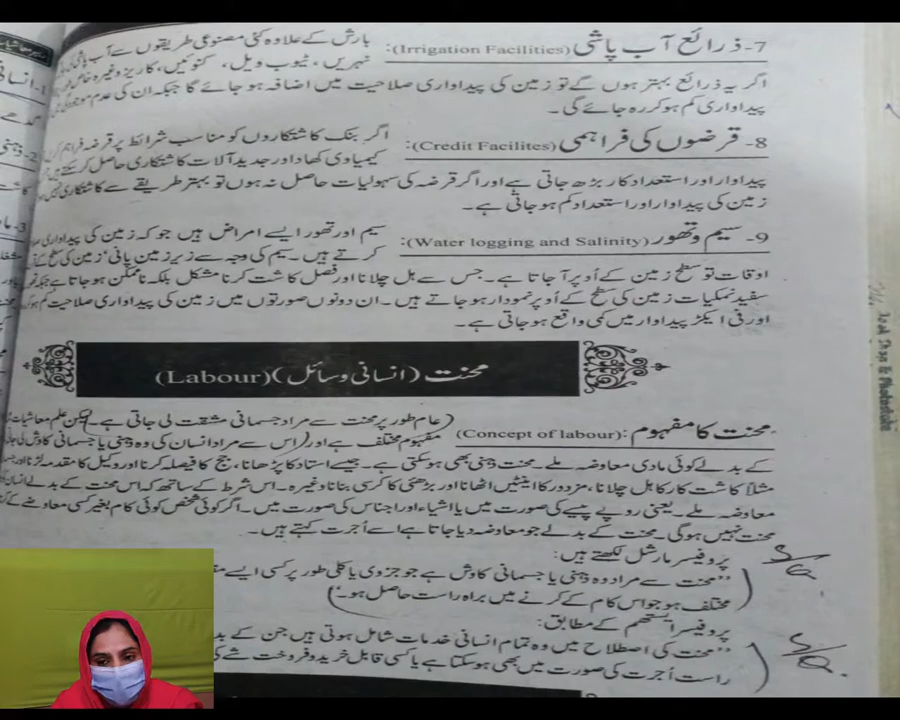 7- ذرائع آب پاشی (Irrigation Facilities): بارش کے علاوہ کئی مصنوعی طریقوں سے آب پاشی
نہریں، ٹیوب ویل، کنوئیں، کاریز وغیرہ خاص
اگر یہ ذرائع بہتر ہوں گے تو زمین کی پیداواری صلاحیت میں اضافہ ہو جائے گا جبکہ ان کی عدم
پیداواری کم ہو کر رہ جائے گی۔
8- قرضوں کی فراہمی (Credit Facilites): اگر بنک کاشتکاروں کو مناسب شرائط پر قرضہ فراہم
کیمیاوی کھاد اور جدید آلات کاشتکاری حاصل کر سکتے ہیں
پیداوار اور استعداد کار بڑھ جاتی ہے اور اگر قرضہ کی سہولیات حاصل نہ ہوں تو بہتر طریقے سے کاشتکاری نہیں
زمین کی پیداوار اور استعداد کم ہو جاتی ہے۔
9- سیم و تھور (Water logging and Salinity): سیم اور تھور ایسے امراض ہیں جو کہ زمین کی پیداواری
کرتے ہیں۔ سیم کی وجہ سے زیر زمین پانی زمین کی سطح کے
اوقات تو سطح زمین کے اُوپر آ جاتا ہے۔ جس سے ہل چلانا اور فصل کاشت کرنا مشکل بلکہ ناممکن ہو جاتا ہے جبکہ
سفید نمکیات زمین کی سطح کے اُوپر نمودار ہو جاتے ہیں۔ ان دونوں صورتوں میں زمین کی پیداواری صلاحیت کم ہو
اور فی ایکڑ پیداوار میں کمی واقع ہو جاتی ہے۔
محنت (انسانی وسائل) (Labour)
محنت کا مفہوم: (Concept of labour): عام طور پر محنت سے مراد جسمانی مشقت لی جاتی ہے۔ لیکن علم معاشیات
مفہوم مختلف ہے اور اس سے مراد انسان کی وہ ذہنی یا جسمانی کاوش لی
کے بدلے کوئی مادی معاوضہ ملے۔ محنت ذہنی بھی ہو سکتی ہے۔ جیسے استاد کا پڑھانا، جج کا فیصلہ کرنا اور وکیل کا مقدمہ لڑنا
مثلاً کاشت کار کا ہل چلانا، مزدور کا اینٹیں اٹھانا اور بڑھئی کا کرسی بنانا وغیرہ۔ اس شرط کے ساتھ کہ اس محنت کے بدلے
معاوضہ ملے۔ یعنی روپے پیسے کی صورت میں یا اشیاء اور اجناس کی صورت میں۔ اگر کوئی شخص کوئی کام بغیر کسی معاوضے کے
محنت نہیں ہوگی۔ محنت کے بدلے جو معاوضہ دیا جاتا ہے اسے اُجرت کہتے ہیں۔
پروفیسر مارشل لکھتے ہیں:
"محنت سے مراد وہ ذہنی یا جسمانی کاوش ہے جو جزوی یا کلی طور پر کسی ایسے
مختلف ہو جو اس کام کے کرنے میں براہ راست حاصل ہو۔"
پروفیسر تھم کے مطابق:
"محنت کی اصطلاح میں وہ تمام انسانی خدمات شامل ہوتی ہیں جن کے
راست اُجرت کی صورت میں بھی ہو سکتا ہے یا کسی قابل خرید و فروخت شے کی